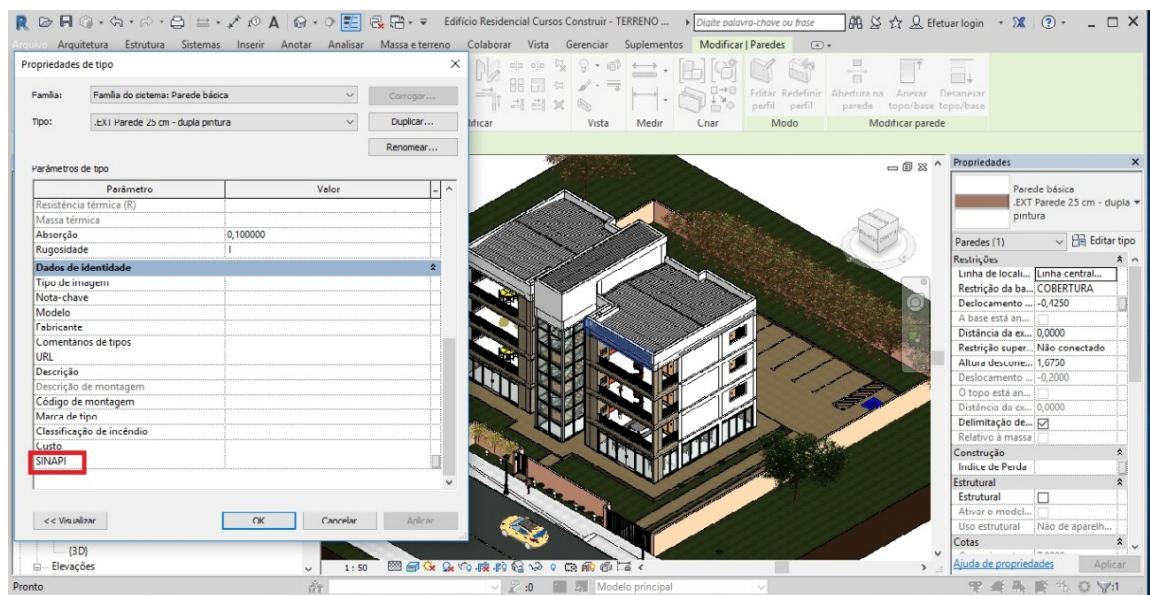 Edifício Residencial Cursos Construir - TERRENO ...
Digite palavra-chave ou frase
Efetuar login
Arquivo Arquitetura Estrutura Sistemas Inserir Anotar Analisar Massa e terreno Colaborar Vista Gerenciar Suplementos Modificar | Paredes
Propriedades de tipo
Família: Família do sistema: Parede básica Carregar...
Tipo: .EXT Parede 25 cm - dupla pintura Duplicar...
Renomear...
Parâmetros de tipo
Parâmetro Valor
Resistência térmica (R)
Massa térmica
Absorção 0,100000
Rugosidade 1
Dados de identidade
Tipo de imagem
Nota-chave
Modelo
Fabricante
Comentários de tipos
URL
Descrição
Descrição de montagem
Código de montagem
Marca de tipo
Classificação de incêndio
Custo
SINAPI
<< Visualizar OK Cancelar Aplicar
Editar perfil
Redefinir perfil
Abertura na parede
Anexar topo/base
Desanexar topo/base
Vista Medir Criar Modo Modificar parede
Propriedades
Parede básica
.EXT Parede 25 cm - dupla pintura
Paredes (1) Editar tipo
Restrições
Linha de locali... Linha central...
Restrição da ba... COBERTURA
Deslocamento ... -0,4250
A base está an...
Distância da ex... 0,0000
Restrição super... Não conectado
Altura descone... 1,6750
Deslocamento ... -0,2000
O topo está an...
Distância da ex... 0,0000
Delimitação de...
Relativo à massa
Construção
Índice de Perda
Estrutural
Estrutural
Ativar o model...
Uso estrutural Não de aparelh...
Cotas
Ajuda de propriedades Aplicar
{3D}
Elevações
1 : 50
Pronto
:0
Modelo principal
:1